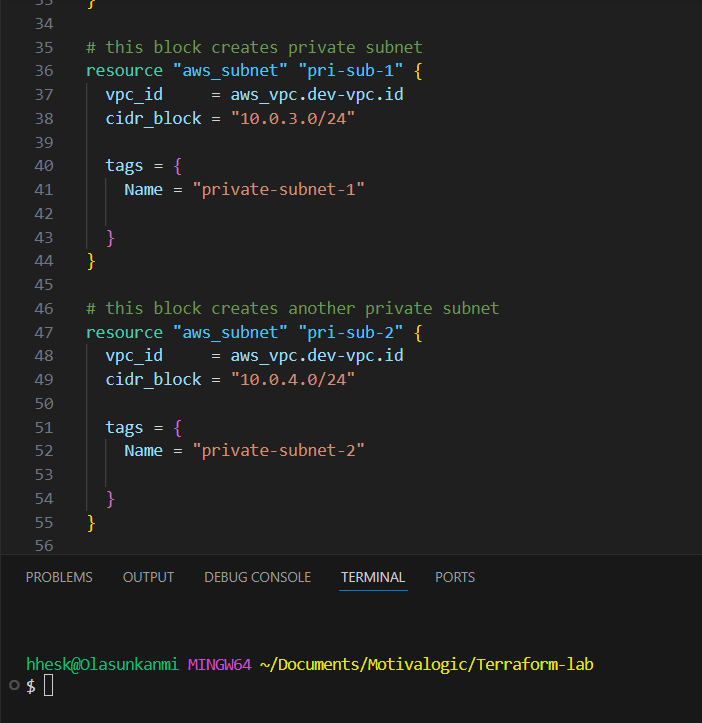 33 }
34
35 # this block creates private subnet
36 resource "aws_subnet" "pri-sub-1" {
37 vpc_id     = aws_vpc.dev-vpc.id
38 cidr_block = "10.0.3.0/24"
39
40 tags = {
41 Name = "private-subnet-1"
42
43 }
44 }
45
46 # this block creates another private subnet
47 resource "aws_subnet" "pri-sub-2" {
48 vpc_id     = aws_vpc.dev-vpc.id
49 cidr_block = "10.0.4.0/24"
50
51 tags = {
52 Name = "private-subnet-2"
53
54 }
55 }
56
PROBLEMS OUTPUT DEBUG CONSOLE TERMINAL PORTS
hhesk@Olasunkanmi MINGW64 ~/Documents/Motivalogic/Terraform-lab
$